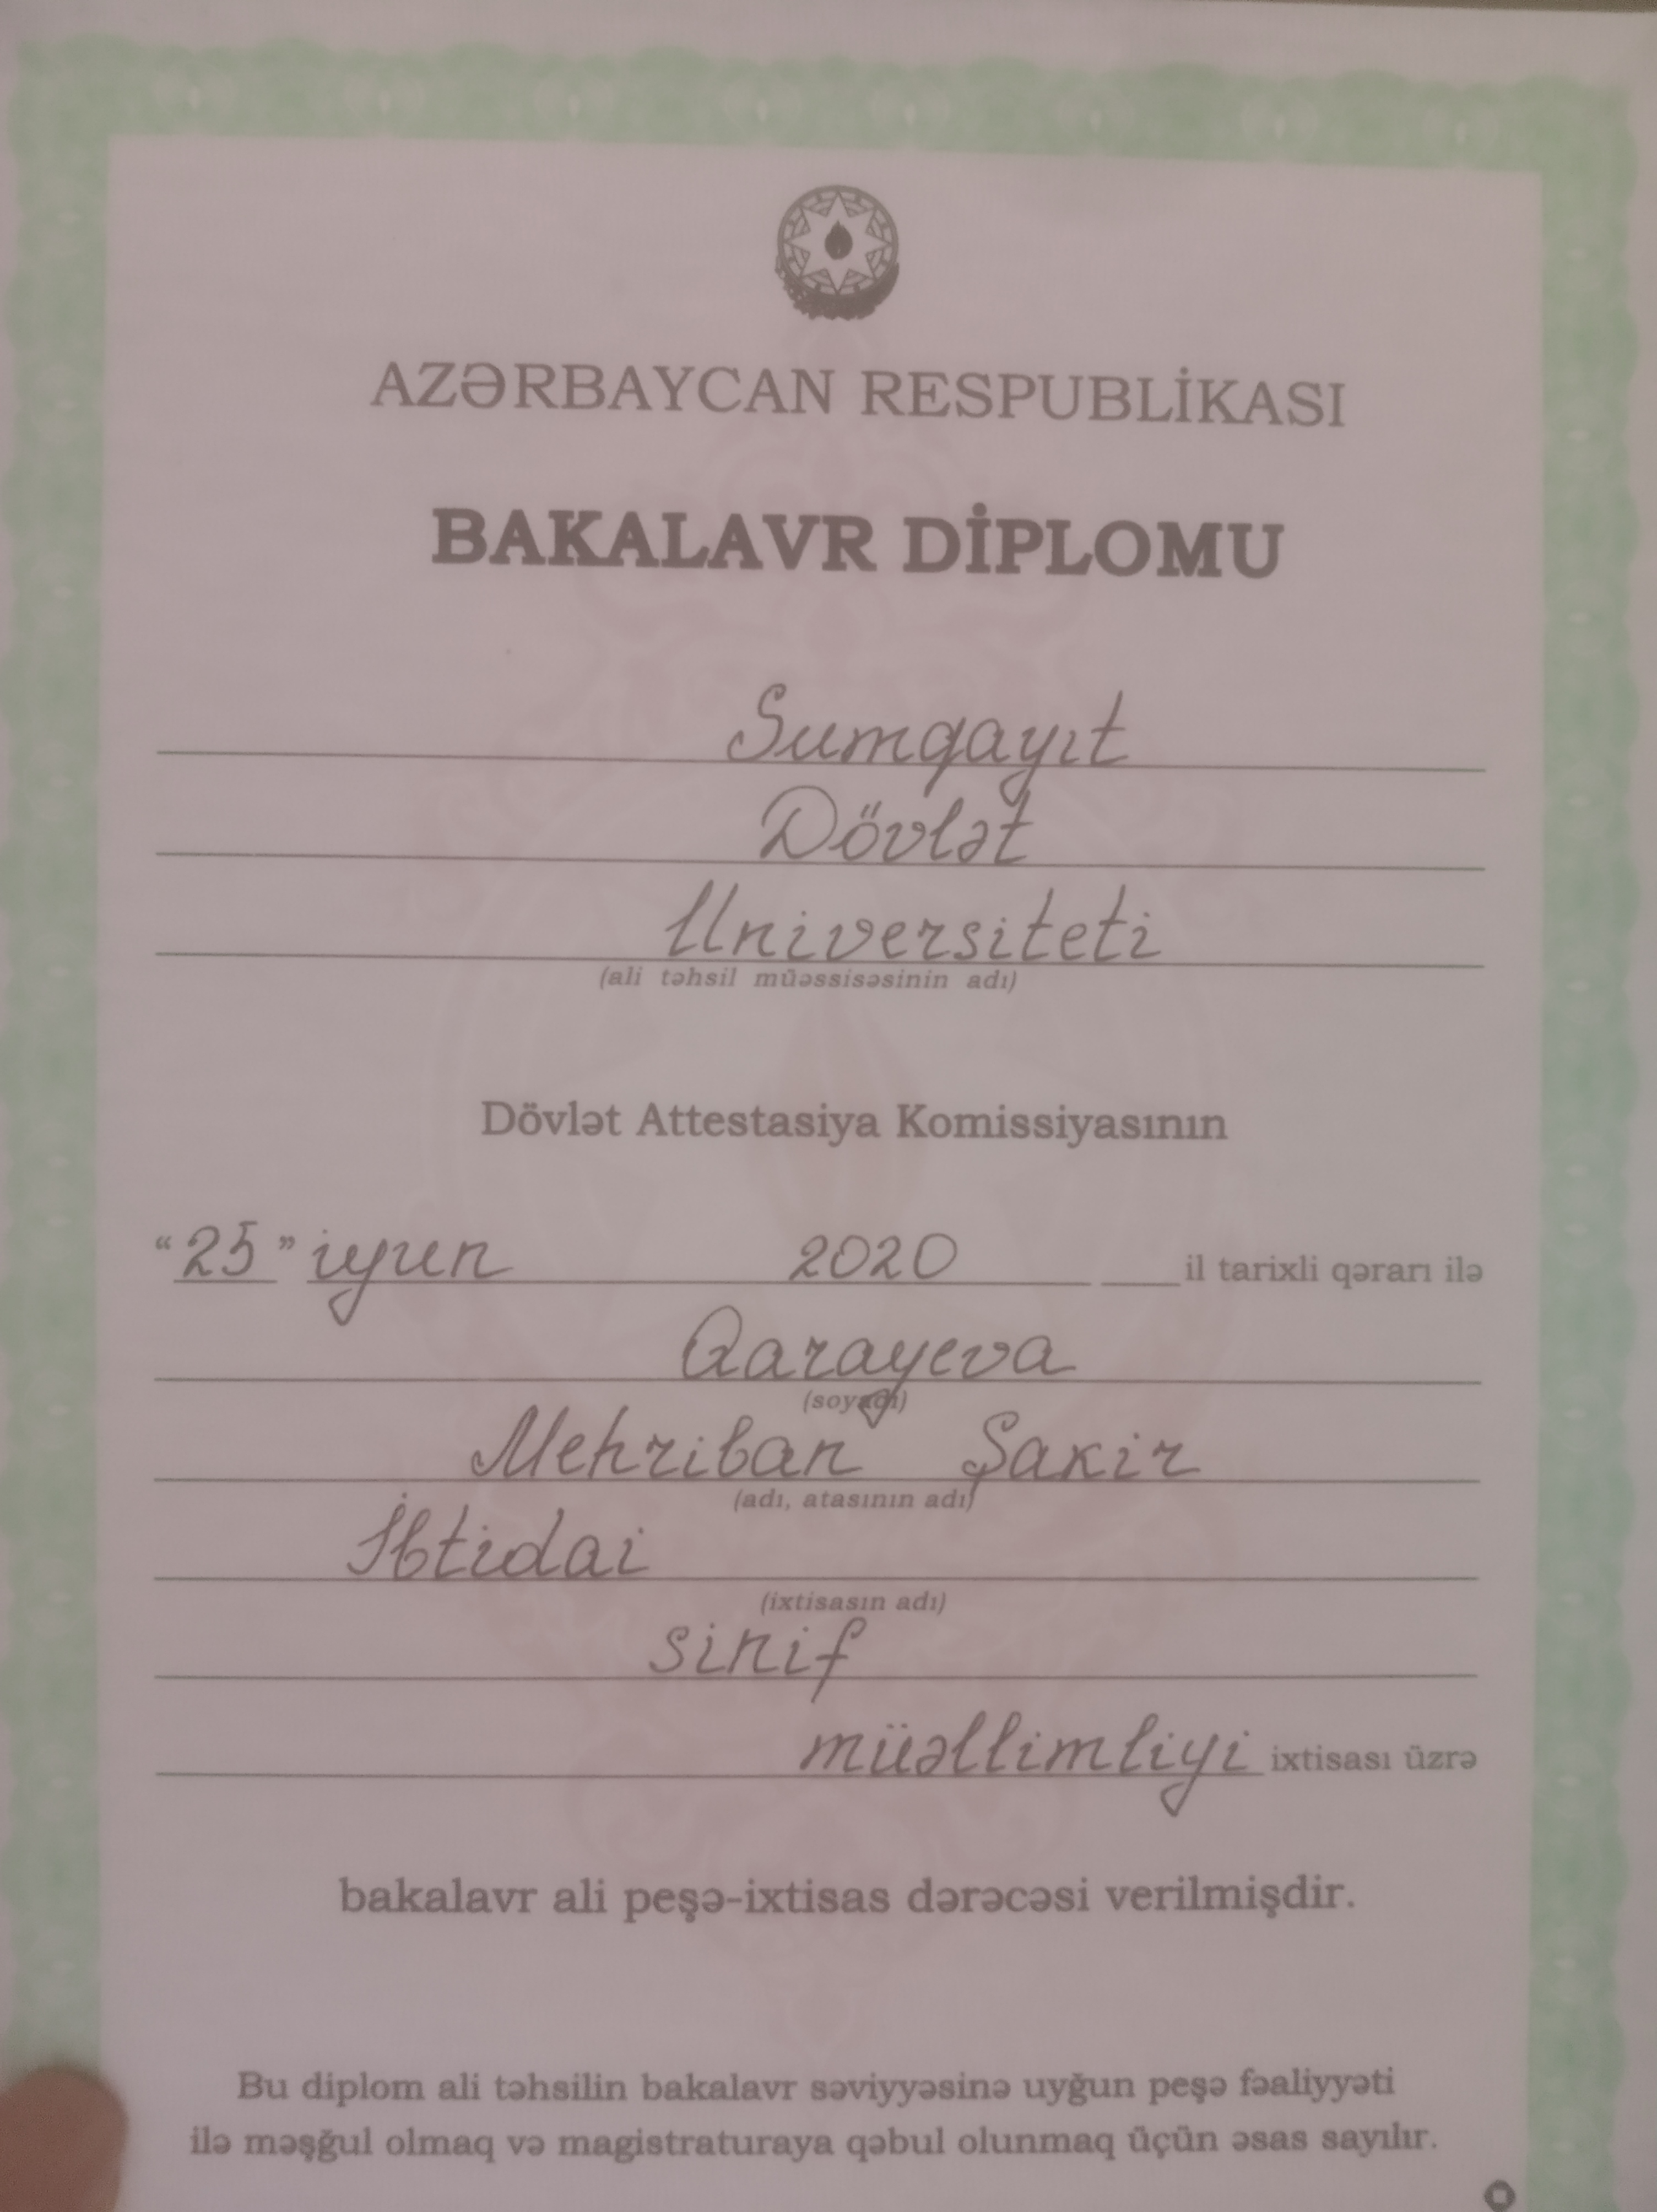 AZƏRBAYCAN RESPUBLİKASI
BAKALAVR DİPLOMU
Sumqayıt
Dövlət
Universiteti
(ali təhsil müəssisəsinin adı)
Dövlət Attestasiya Komissiyasının
“25” iyun 2020 il tarixli qərarı ilə
Qarayeva
(soyadı)
Mehriban Şakir
(adı, atasının adı)
İbtidai
(ixtisasın adı)
sinif
müəllimliyi ixtisası üzrə
bakalavr ali peşə-ixtisas dərəcəsi verilmişdir.
Bu diplom ali təhsilin bakalavr səviyyəsinə uyğun peşə fəaliyyəti
ilə məşğul olmaq və magistraturaya qəbul olunmaq üçün əsas sayılır.